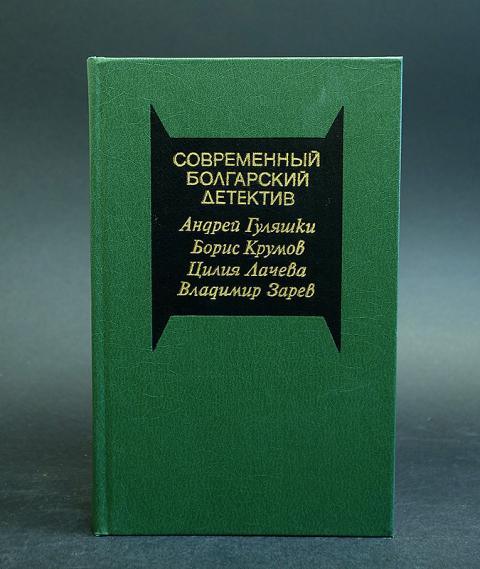 СОВРЕМЕННЫЙ
БОЛГАРСКИЙ
ДЕТЕКТИВ
Андрей Гуляшки
Борис Крумов
Цилия Лачева
Владимир Зарев